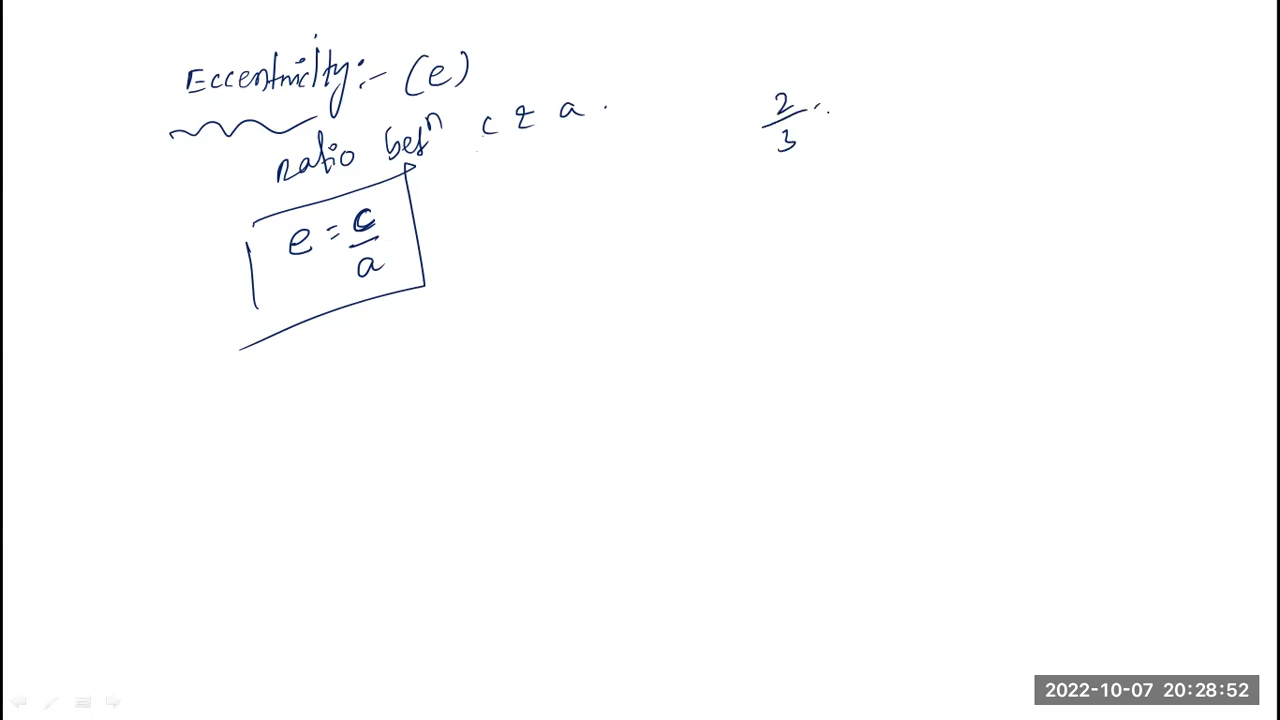 Eccentricity:- (e)
ratio betⁿ c & a.
e = c/a
2/3
2022-10-07 20:28:52